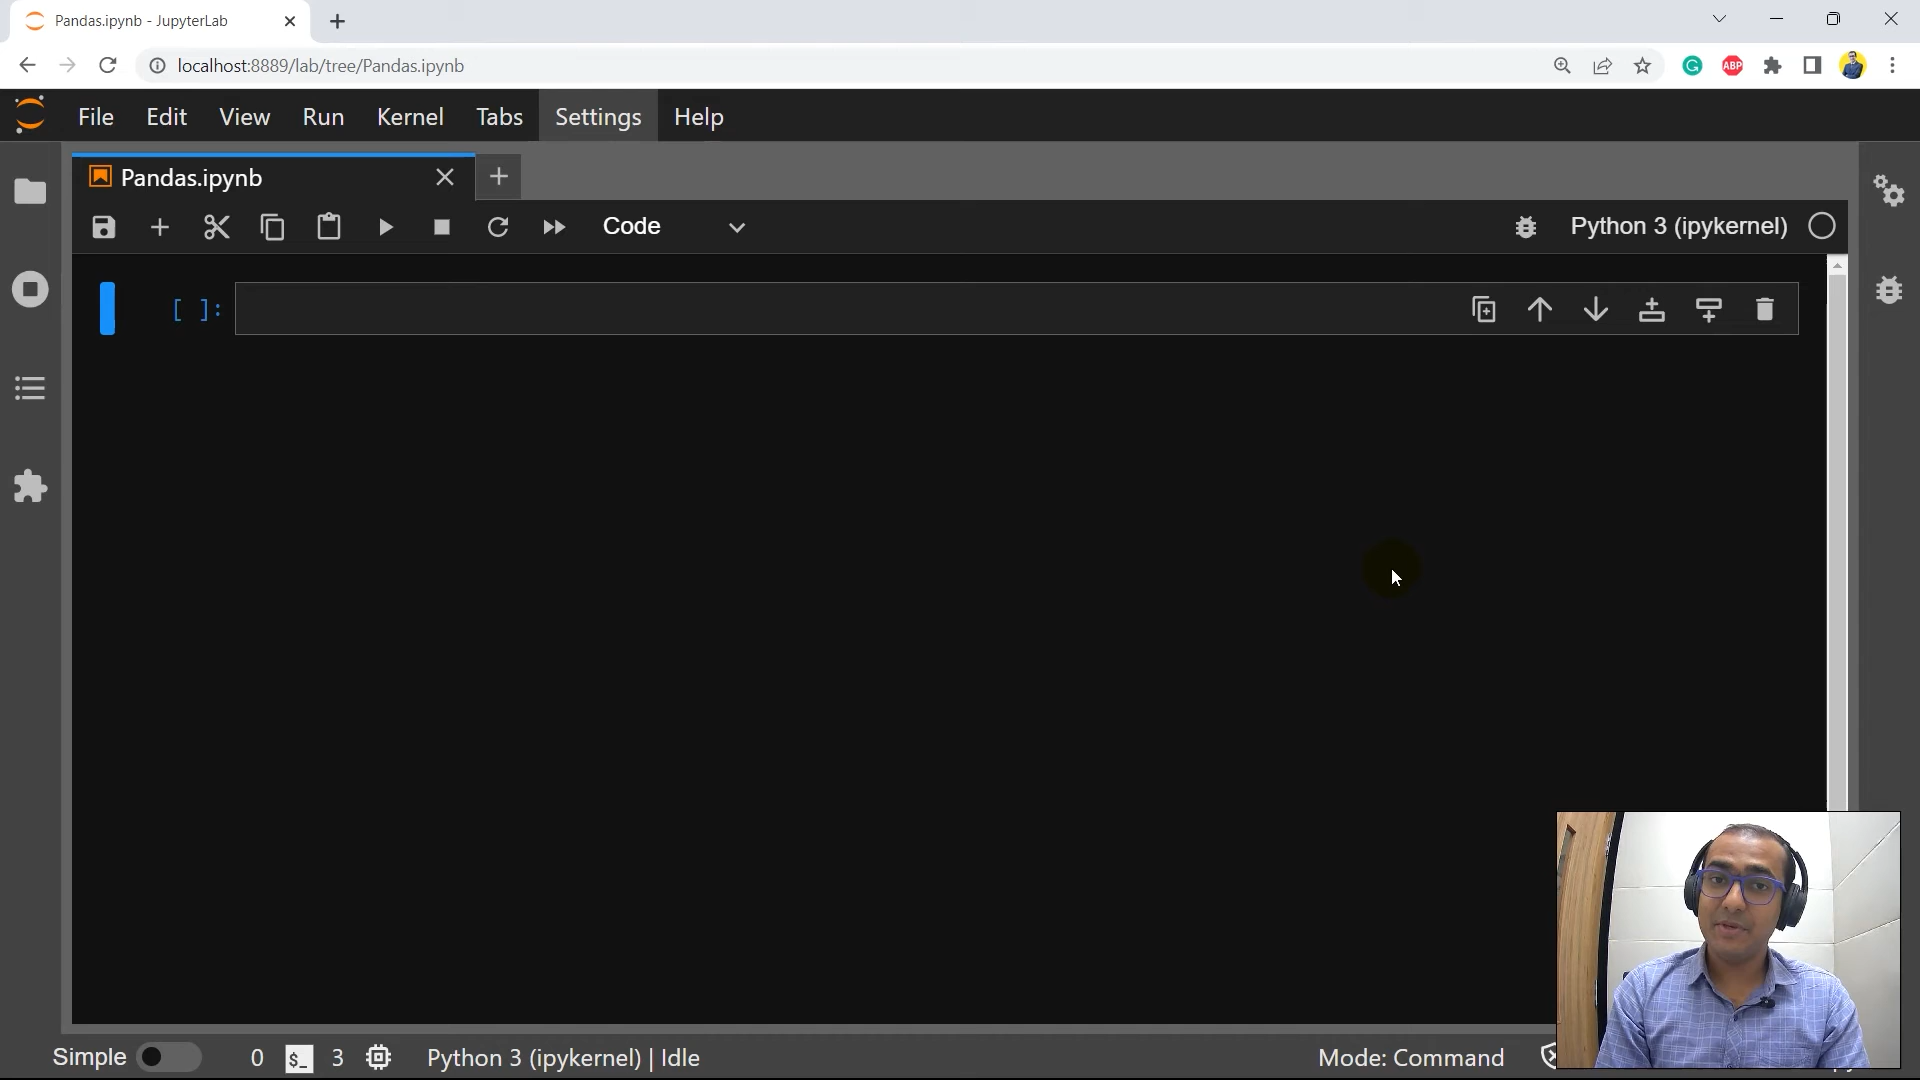 Pandas.ipynb - JupyterLab
localhost:8889/lab/tree/Pandas.ipynb
G
ABP
File Edit View Run Kernel Tabs Settings Help
Pandas.ipynb
Code
Python 3 (ipykernel)
[ ]:
Simple
0
$_
3
Python 3 (ipykernel) | Idle
Mode: Command